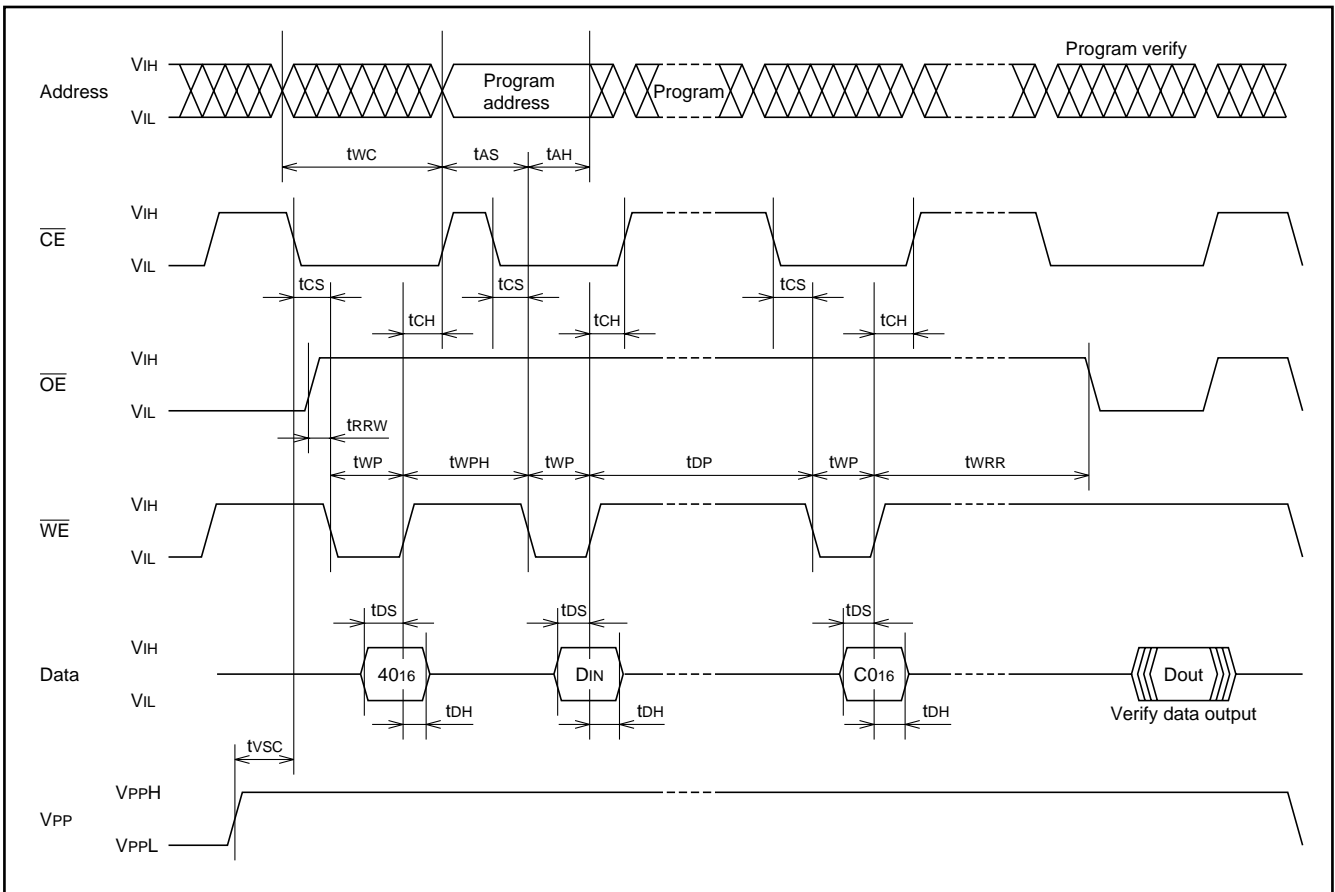 Program verify
VIH
Address
Program
address
Program
VIL
tWC
tAS
tAH
VIH
CE
VIL
tCS
tCS
tCS
tCH
tCH
tCH
VIH
OE
VIL
tRRW
tWP
tWPH
tWP
tDP
tWP
tWRR
VIH
WE
VIL
tDS
tDS
tDS
VIH
Data
4016
DIN
C016
Dout
VIL
tDH
tDH
tDH
Verify data output
tVSC
VPPH
VPP
VPPL